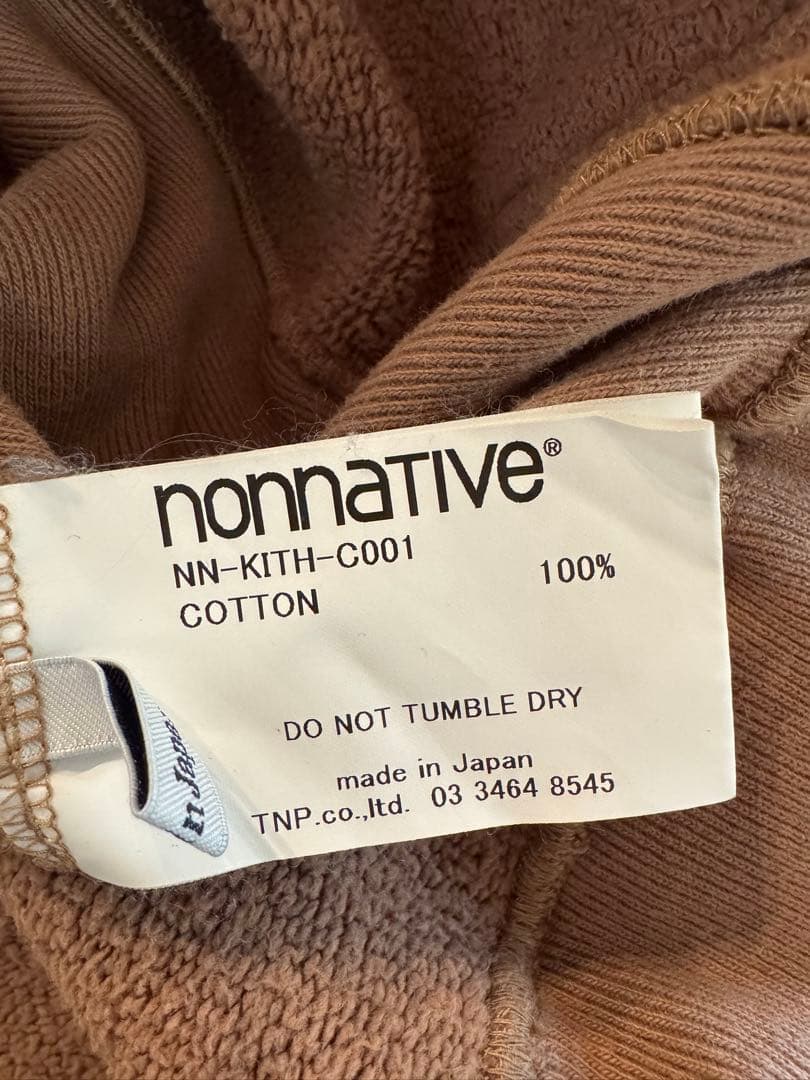 nonnative®
NN-KITH-C001
COTTON 100%
DO NOT TUMBLE DRY
made in Japan
TNP.co.,ltd. 03 3464 8545